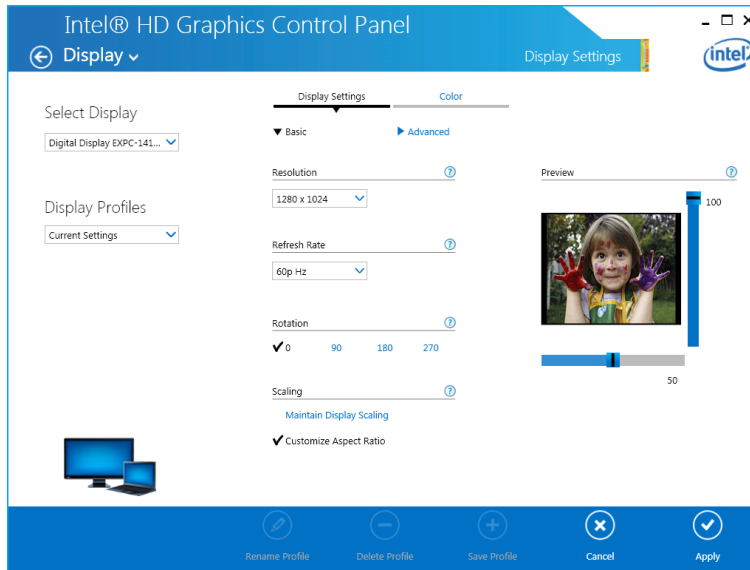 Intel® HD Graphics Control Panel
Display
Display Settings
intel
Select Display
Digital Display EXPC-141...
Display Profiles
Current Settings
Display Settings
Color
Basic
Advanced
Resolution
?
1280 x 1024
Refresh Rate
?
60p Hz
Rotation
?
0 90 180 270
Scaling
?
Maintain Display Scaling
Customize Aspect Ratio
Preview
?
100
50
Rename Profile
Delete Profile
Save Profile
Cancel
Apply